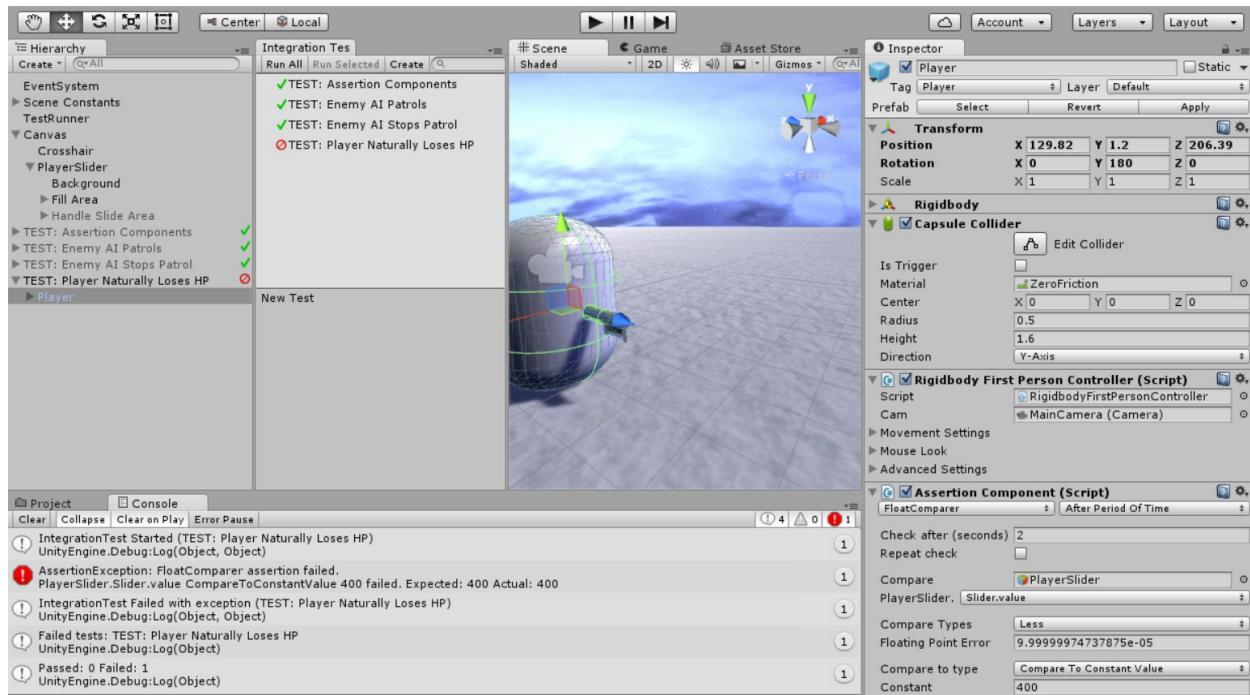 Center Local
Account Layers Layout
Hierarchy
Create All
EventSystem
Scene Constants
TestRunner
Canvas
Crosshair
PlayerSlider
Background
Fill Area
Handle Slide Area
TEST: Assertion Components
TEST: Enemy AI Patrols
TEST: Enemy AI Stops Patrol
TEST: Player Naturally Loses HP
Player
Integration Tes
Run All Run Selected Create
TEST: Assertion Components
TEST: Enemy AI Patrols
TEST: Enemy AI Stops Patrol
TEST: Player Naturally Loses HP
New Test
Scene Game Asset Store
Shaded 2D Gizmos Al
y
x
Persp
Inspector
Player Static
Tag Player Layer Default
Prefab Select Revert Apply
Transform
Position X 129.82 Y 1.2 Z 206.39
Rotation X 0 Y 180 Z 0
Scale X 1 Y 1 Z 1
Rigidbody
Capsule Collider
Edit Collider
Is Trigger
Material ZeroFriction
Center X 0 Y 0 Z 0
Radius 0.5
Height 1.6
Direction Y-Axis
Rigidbody First Person Controller (Script)
Script RigidbodyFirstPersonController
Cam MainCamera (Camera)
Movement Settings
Mouse Look
Advanced Settings
Assertion Component (Script)
FloatComparer After Period Of Time
Check after (seconds) 2
Repeat check
Compare PlayerSlider
PlayerSlider. Slider.value
Compare Types Less
Floating Point Error 9.99999974737875e-05
Compare to type Compare To Constant Value
Constant 400
Project Console
Clear Collapse Clear on Play Error Pause 4 0 1
IntegrationTest Started (TEST: Player Naturally Loses HP)
UnityEngine.Debug:Log(Object, Object) 1
AssertionException: FloatComparer assertion failed.
PlayerSlider.Slider.value CompareToConstantValue 400 failed. Expected: 400 Actual: 400 1
IntegrationTest Failed with exception (TEST: Player Naturally Loses HP)
UnityEngine.Debug:Log(Object, Object) 1
Failed tests: TEST: Player Naturally Loses HP
UnityEngine.Debug:Log(Object) 1
Passed: 0 Failed: 1
UnityEngine.Debug:Log(Object) 1